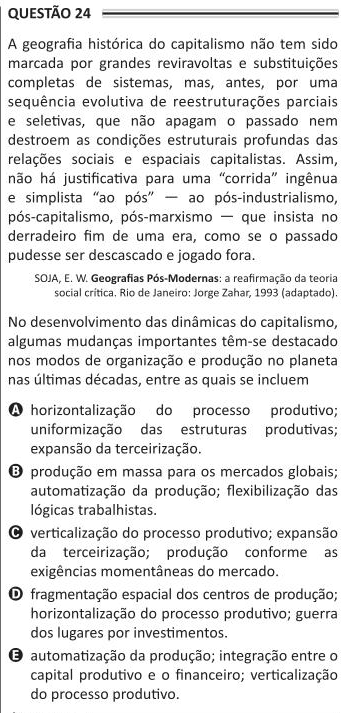 QUESTÃO 24
A geografia histórica do capitalismo não tem sido
marcada por grandes reviravoltas e substituições
completas de sistemas, mas, antes, por uma
sequência evolutiva de reestruturações parciais
e seletivas, que não apagam o passado nem
destroem as condições estruturais profundas das
relações sociais e espaciais capitalistas. Assim,
não há justificativa para uma "corrida" ingênua
e simplista "ao pós" — ao pós-industrialismo,
pós-capitalismo, pós-marxismo — que insista no
derradeiro fim de uma era, como se o passado
pudesse ser descascado e jogado fora.
SOJA, E. W. Geografias Pós-Modernas: a reafirmação da teoria
social crítica. Rio de Janeiro: Jorge Zahar, 1993 (adaptado).
No desenvolvimento das dinâmicas do capitalismo,
algumas mudanças importantes têm-se destacado
nos modos de organização e produção no planeta
nas últimas décadas, entre as quais se incluem
A horizontalização do processo produtivo;
uniformização das estruturas produtivas;
expansão da terceirização.
B produção em massa para os mercados globais;
automatização da produção; flexibilização das
lógicas trabalhistas.
C verticalização do processo produtivo; expansão
da terceirização; produção conforme as
exigências momentâneas do mercado.
D fragmentação espacial dos centros de produção;
horizontalização do processo produtivo; guerra
dos lugares por investimentos.
E automatização da produção; integração entre o
capital produtivo e o financeiro; verticalização
do processo produtivo.